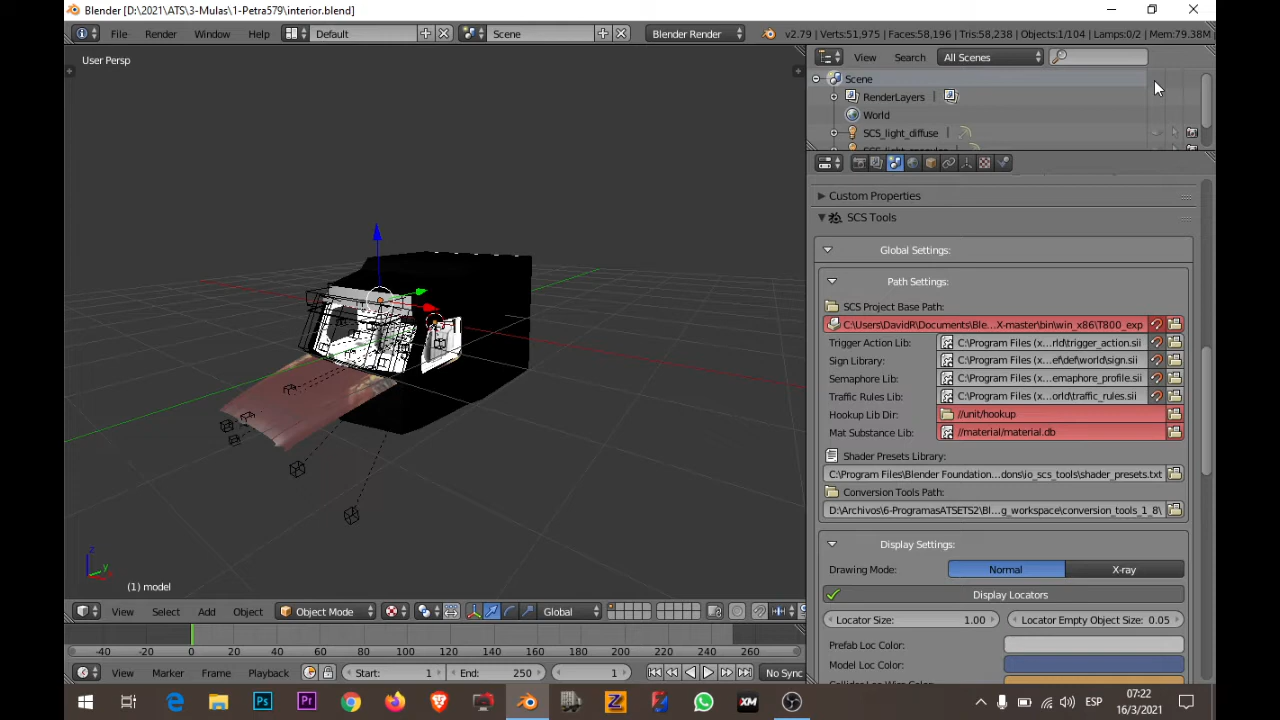 Blender [D:\2021\ATS\3-Mulas\1-Petra579\interior.blend]
File Render Window Help Default Scene Blender Render v2.79 | Verts:51,975 | Faces:58,196 | Tris:58,238 | Objects:1/104 | Lamps:0/2 | Mem:79.38M
User Persp
View Search All Scenes
Scene
RenderLayers
World
SCS_light_diffuse
Custom Properties
SCS Tools
Global Settings:
Path Settings:
SCS Project Base Path:
C:\Users\DavidR\Documents\Ble...X-master\bin\win_x86\T800_exp
Trigger Action Lib: C:\Program Files (x...rld\trigger_action.sii
Sign Library: C:\Program Files (x...ef\def\world\sign.sii
Semaphore Lib: C:\Program Files (x...emaphore_profile.sii
Traffic Rules Lib: C:\Program Files (x...orld\traffic_rules.sii
Hookup Lib Dir: //unit/hookup
Mat Substance Lib: //material/material.db
Shader Presets Library:
C:\Program Files\Blender Foundation...dons\io_scs_tools\shader_presets.txt
Conversion Tools Path:
D:\Archivos\6-ProgramasATSETS2\Bl...g_workspace\conversion_tools_1_8\
Display Settings:
Drawing Mode: Normal X-ray
Display Locators
Locator Size: 1.00 Locator Empty Object Size: 0.05
Prefab Loc Color:
Model Loc Color:
z
y
(1) model
View Select Add Object Object Mode Global
-40 -20 0 20 40 60 80 100 120 140 160 180 200 220 240 260
View Marker Frame Playback Start: 1 End: 250 1 No Sync
Ps Pr XM ESP 07:22
16/3/2021